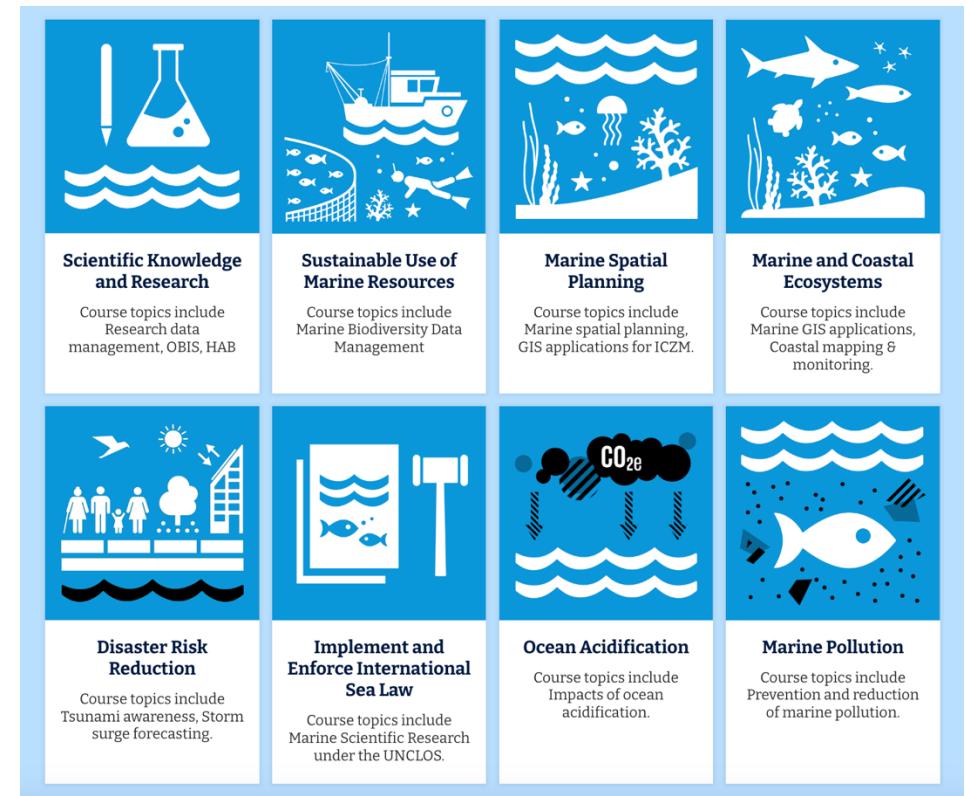 Scientific Knowledge
and Research
Course topics include
Research data
management, OBIS, HAB
Sustainable Use of
Marine Resources
Course topics include
Marine Biodiversity Data
Management
Marine Spatial
Planning
Course topics include
Marine spatial planning,
GIS applications for ICZM.
Marine and Coastal
Ecosystems
Course topics include
Marine GIS applications,
Coastal mapping &
monitoring.
Disaster Risk
Reduction
Course topics include
Tsunami awareness, Storm
surge forecasting.
Implement and
Enforce International
Sea Law
Course topics include
Marine Scientific Research
under the UNCLOS.
CO2e
Ocean Acidification
Course topics include
Impacts of ocean
acidification.
Marine Pollution
Course topics include
Prevention and reduction
of marine pollution.